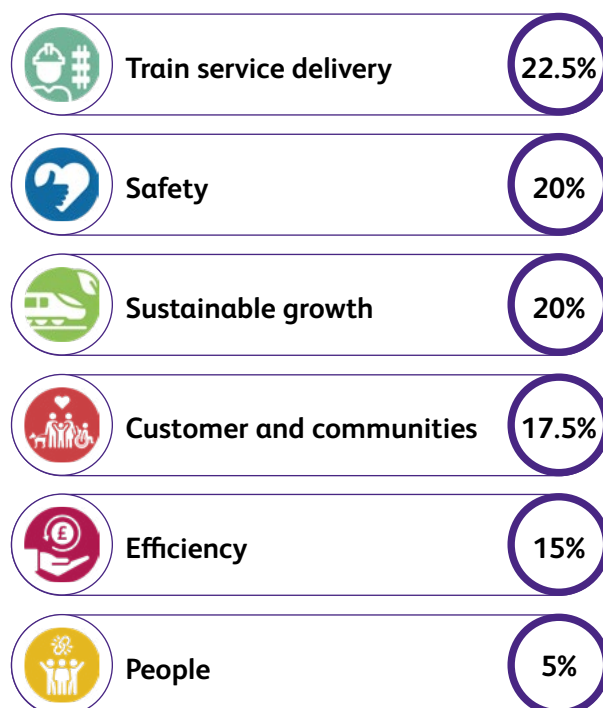 Train service delivery 22.5%
Safety 20%
Sustainable growth 20%
Customer and communities 17.5%
£
Efficiency 15%
People 5%